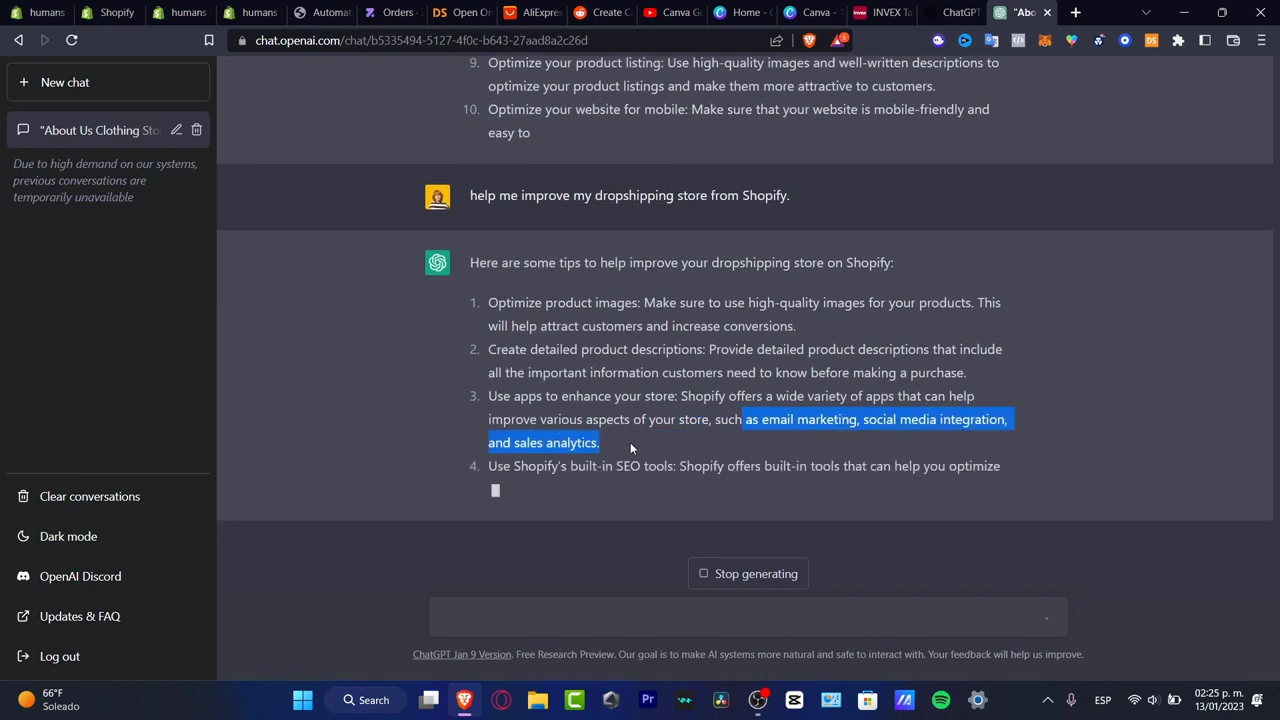 humans
Shopify
humans
humans
Automat
Orders -
DS Open On
AliExpres
Create C
Canva G
Home - C
Canva - T
INVEX Ta
ChatGPT
"Abo
chat.openai.com/chat/b5335494-5127-4f0c-b643-27aad8a2c26d
New chat
"About Us Clothing Sto
Due to high demand on our systems,
previous conversations are
temporarily unavailable
9. Optimize your product listing: Use high-quality images and well-written descriptions to
optimize your product listings and make them more attractive to customers.
10. Optimize your website for mobile: Make sure that your website is mobile-friendly and
easy to
help me improve my dropshipping store from Shopify.
Here are some tips to help improve your dropshipping store on Shopify:
1. Optimize product images: Make sure to use high-quality images for your products. This
will help attract customers and increase conversions.
2. Create detailed product descriptions: Provide detailed product descriptions that include
all the important information customers need to know before making a purchase.
3. Use apps to enhance your store: Shopify offers a wide variety of apps that can help
improve various aspects of your store, such as email marketing, social media integration,
and sales analytics.
4. Use Shopify's built-in SEO tools: Shopify offers built-in tools that can help you optimize
Stop generating
Clear conversations
Dark mode
OpenAI Discord
Updates & FAQ
Log out
ChatGPT Jan 9 Version. Free Research Preview. Our goal is to make AI systems more natural and safe to interact with. Your feedback will help us improve.
66°F
Soleado
Search
Pr
ESP
02:25 p. m.
13/01/2023